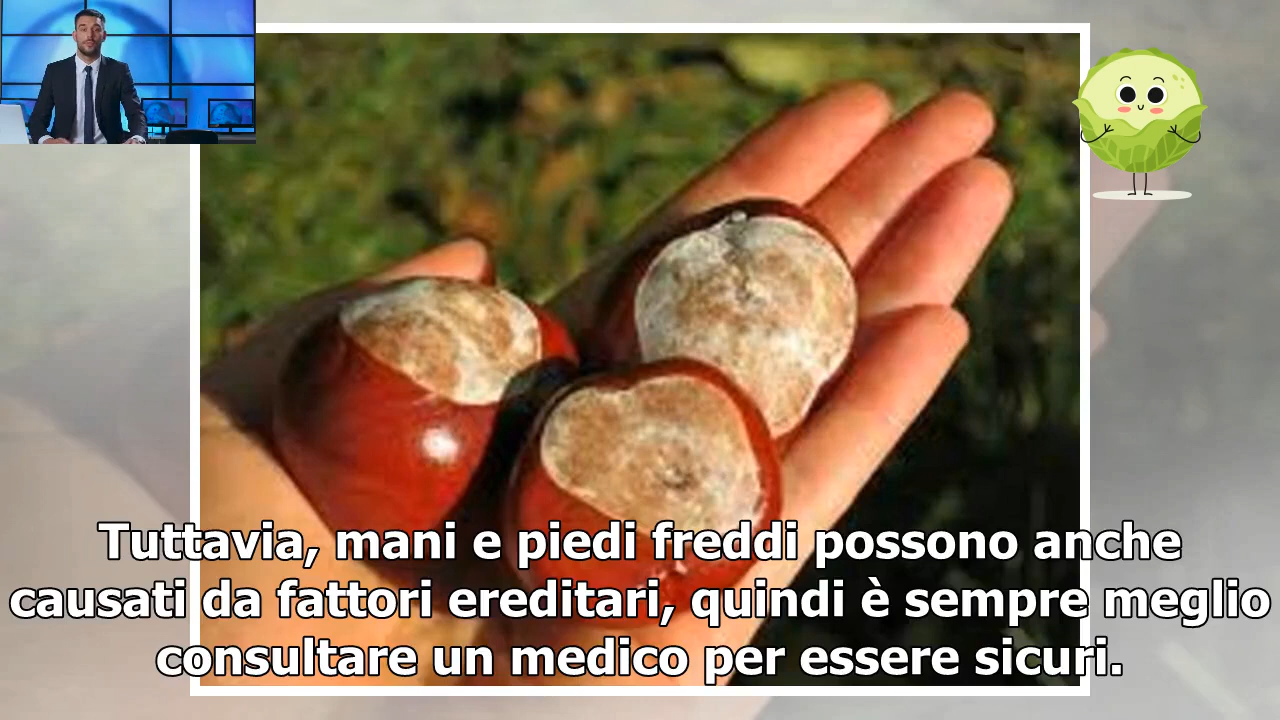 Tuttavia, mani e piedi freddi possono anche
causati da fattori ereditari, quindi è sempre meglio
consultare un medico per essere sicuri.